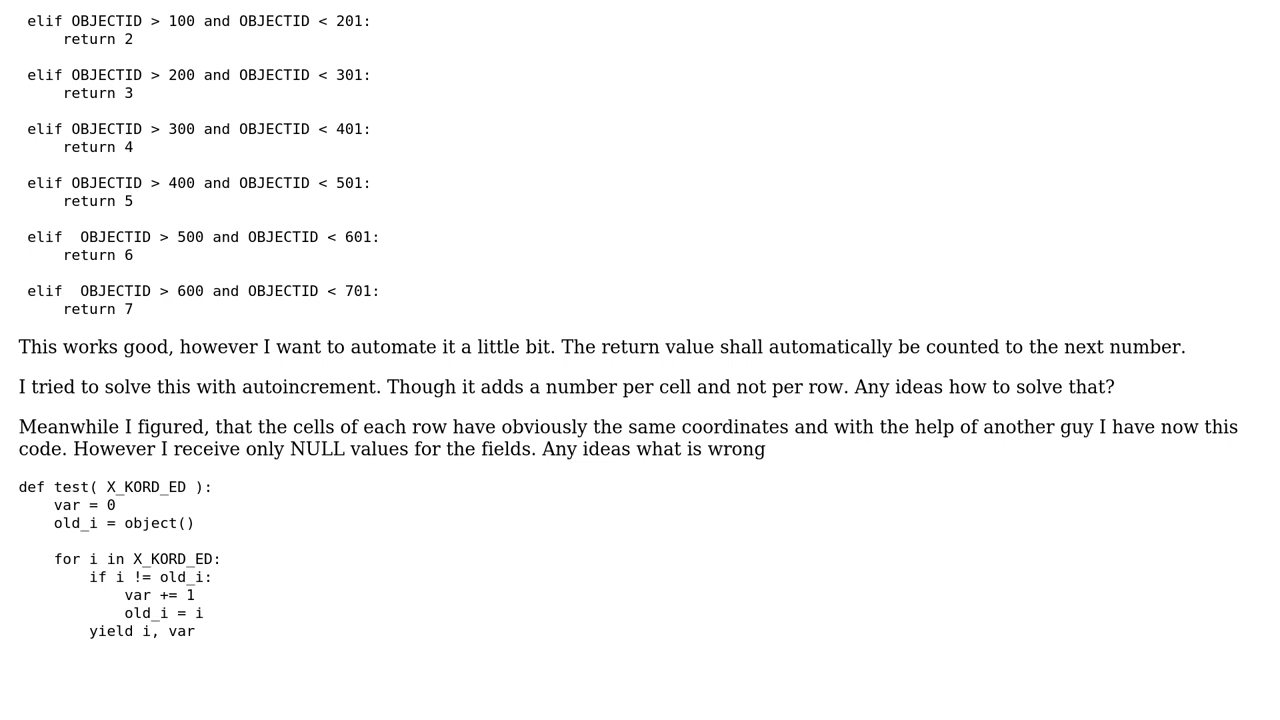 elif OBJECTID > 100 and OBJECTID < 201:
    return 2
elif OBJECTID > 200 and OBJECTID < 301:
    return 3
elif OBJECTID > 300 and OBJECTID < 401:
    return 4
elif OBJECTID > 400 and OBJECTID < 501:
    return 5
elif  OBJECTID > 500 and OBJECTID < 601:
    return 6
elif  OBJECTID > 600 and OBJECTID < 701:
    return 7
This works good, however I want to automate it a little bit. The return value shall automatically be counted to the next number.
I tried to solve this with autoincrement. Though it adds a number per cell and not per row. Any ideas how to solve that?
Meanwhile I figured, that the cells of each row have obviously the same coordinates and with the help of another guy I have now this
code. However I receive only NULL values for the fields. Any ideas what is wrong
def test( X_KORD_ED ):
    var = 0
    old_i = object()
    for i in X_KORD_ED:
        if i != old_i:
            var += 1
            old_i = i
        yield i, var